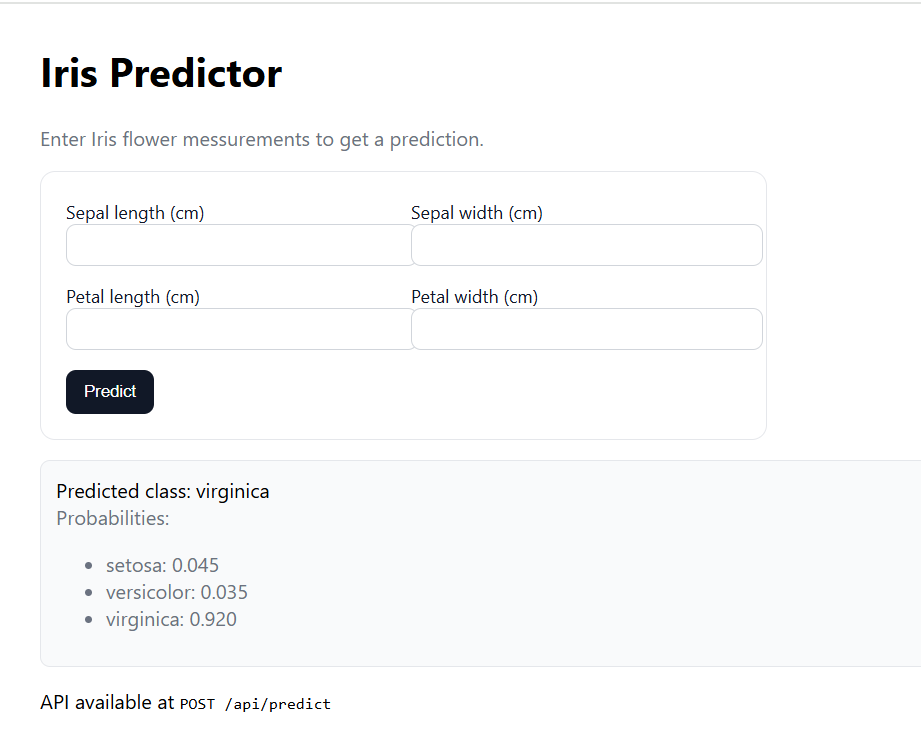 Iris Predictor
Enter Iris flower messurements to get a prediction.
Sepal length (cm) Sepal width (cm)
Petal length (cm) Petal width (cm)
Predict
Predicted class: virginica
Probabilities:
• setosa: 0.045
• versicolor: 0.035
• virginica: 0.920
API available at POST /api/predict